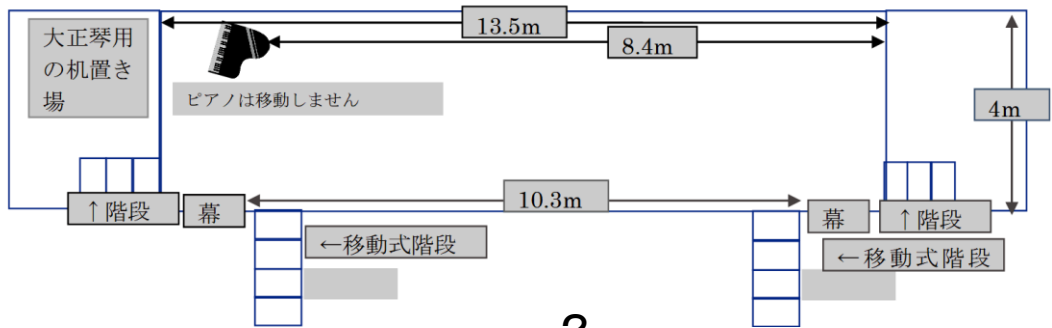 大正琴用
の机置き
場
13.5m
8.4m
ピアノは移動しません
4m
↑階段
幕
10.3m
幕
↑階段
←移動式階段
←移動式階段